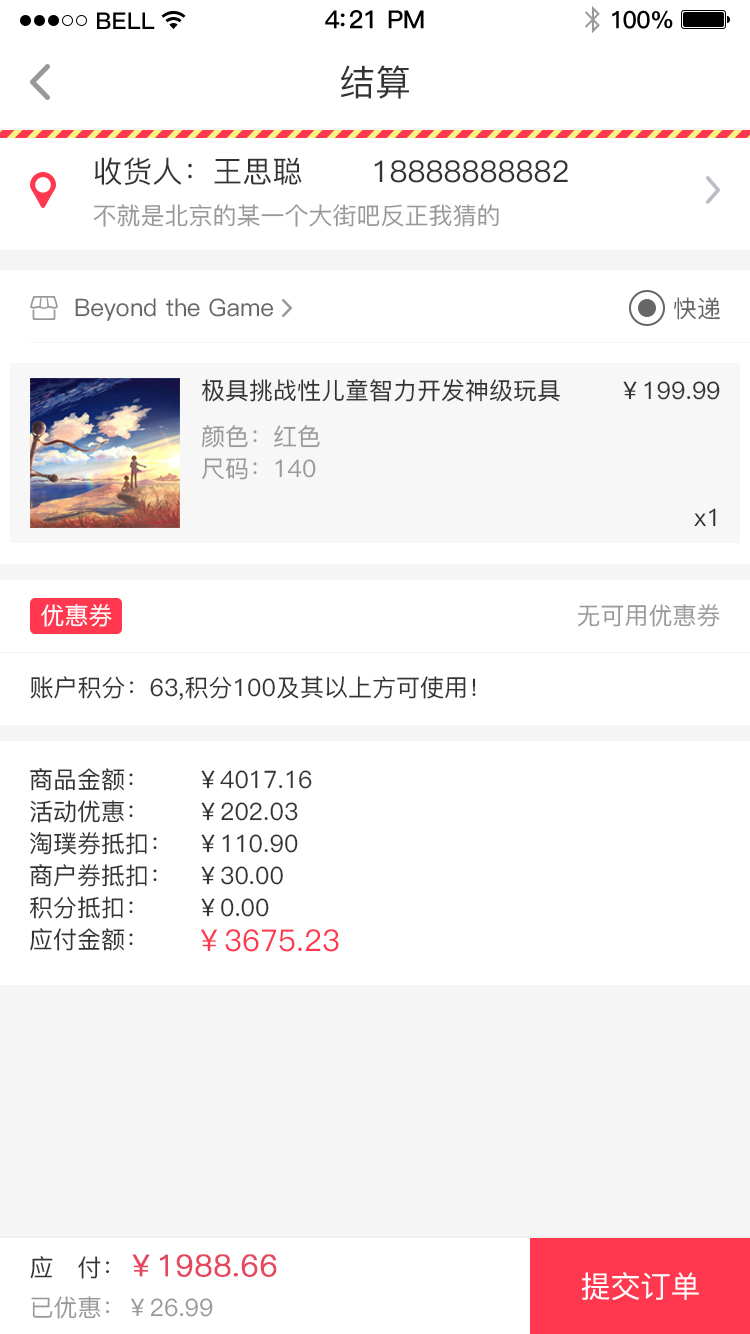 BELL 4:21 PM 100%
结算
收货人：王思聪 18888888882
不就是北京的某一个大街吧反正我猜的
Beyond the Game 快递
极具挑战性儿童智力开发神级玩具 ¥199.99
颜色：红色
尺码：140
x1
优惠券 无可用优惠券
账户积分：63,积分100及其以上方可使用！
商品金额： ¥4017.16
活动优惠： ¥202.03
淘璞券抵扣： ¥110.90
商户券抵扣： ¥30.00
积分抵扣： ¥0.00
应付金额： ¥3675.23
应 付： ¥1988.66
已优惠： ¥26.99
提交订单